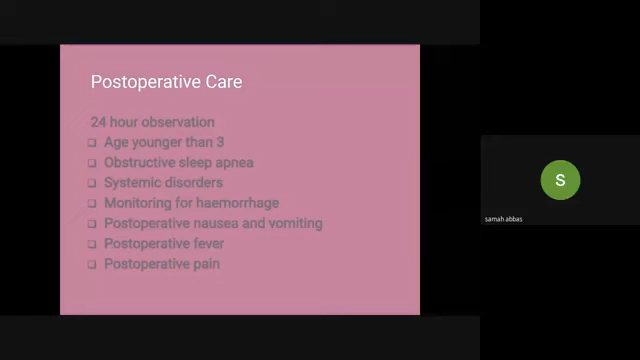 Postoperative Care
24 hour observation
Age younger than 3
Obstructive sleep apnea
Systemic disorders
Monitoring for haemorrhage
Postoperative nausea and vomiting
Postoperative fever
Postoperative pain
S
samah abbas